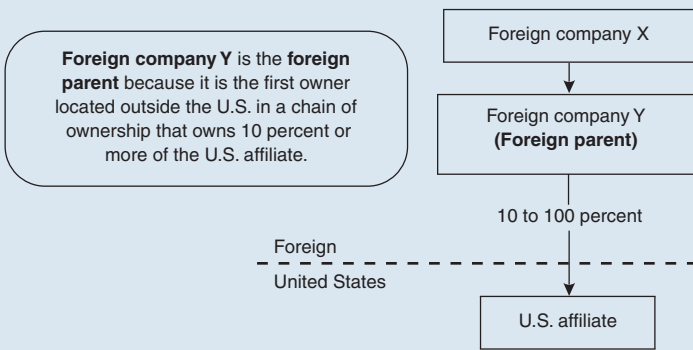 Foreign company Y is the foreign
parent because it is the first owner
located outside the U.S. in a chain of
ownership that owns 10 percent or
more of the U.S. affiliate.
Foreign company X
Foreign company Y
(Foreign parent)
10 to 100 percent
Foreign
United States
U.S. affiliate